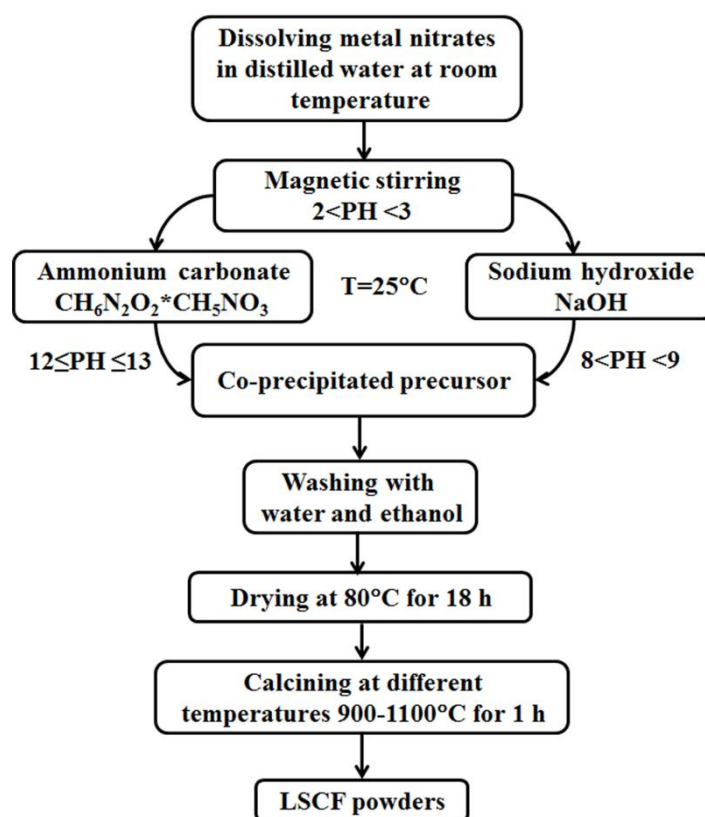 Dissolving metal nitrates
in distilled water at room
temperature
Magnetic stirring
2<PH <3
Ammonium carbonate
CH₆N₂O₂*CH₅NO₃
T=25°C
Sodium hydroxide
NaOH
12≤PH ≤13
8<PH <9
Co-precipitated precursor
Washing with
water and ethanol
Drying at 80°C for 18 h
Calcining at different
temperatures 900-1100°C for 1 h
LSCF powders